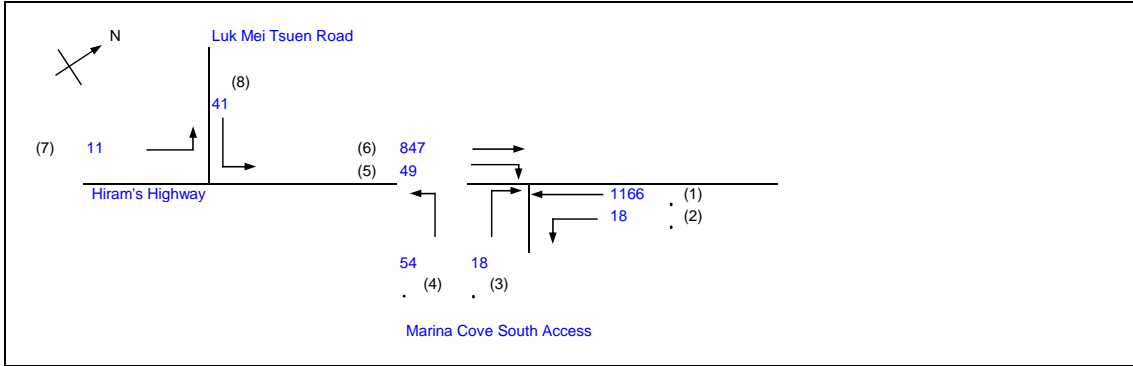 N
Luk Mei Tsuen Road
(8)
41
(7) 11
(6) 847
(5) 49
Hiram's Highway
1166 (1)
18 (2)
54 18
(4) (3)
Marina Cove South Access